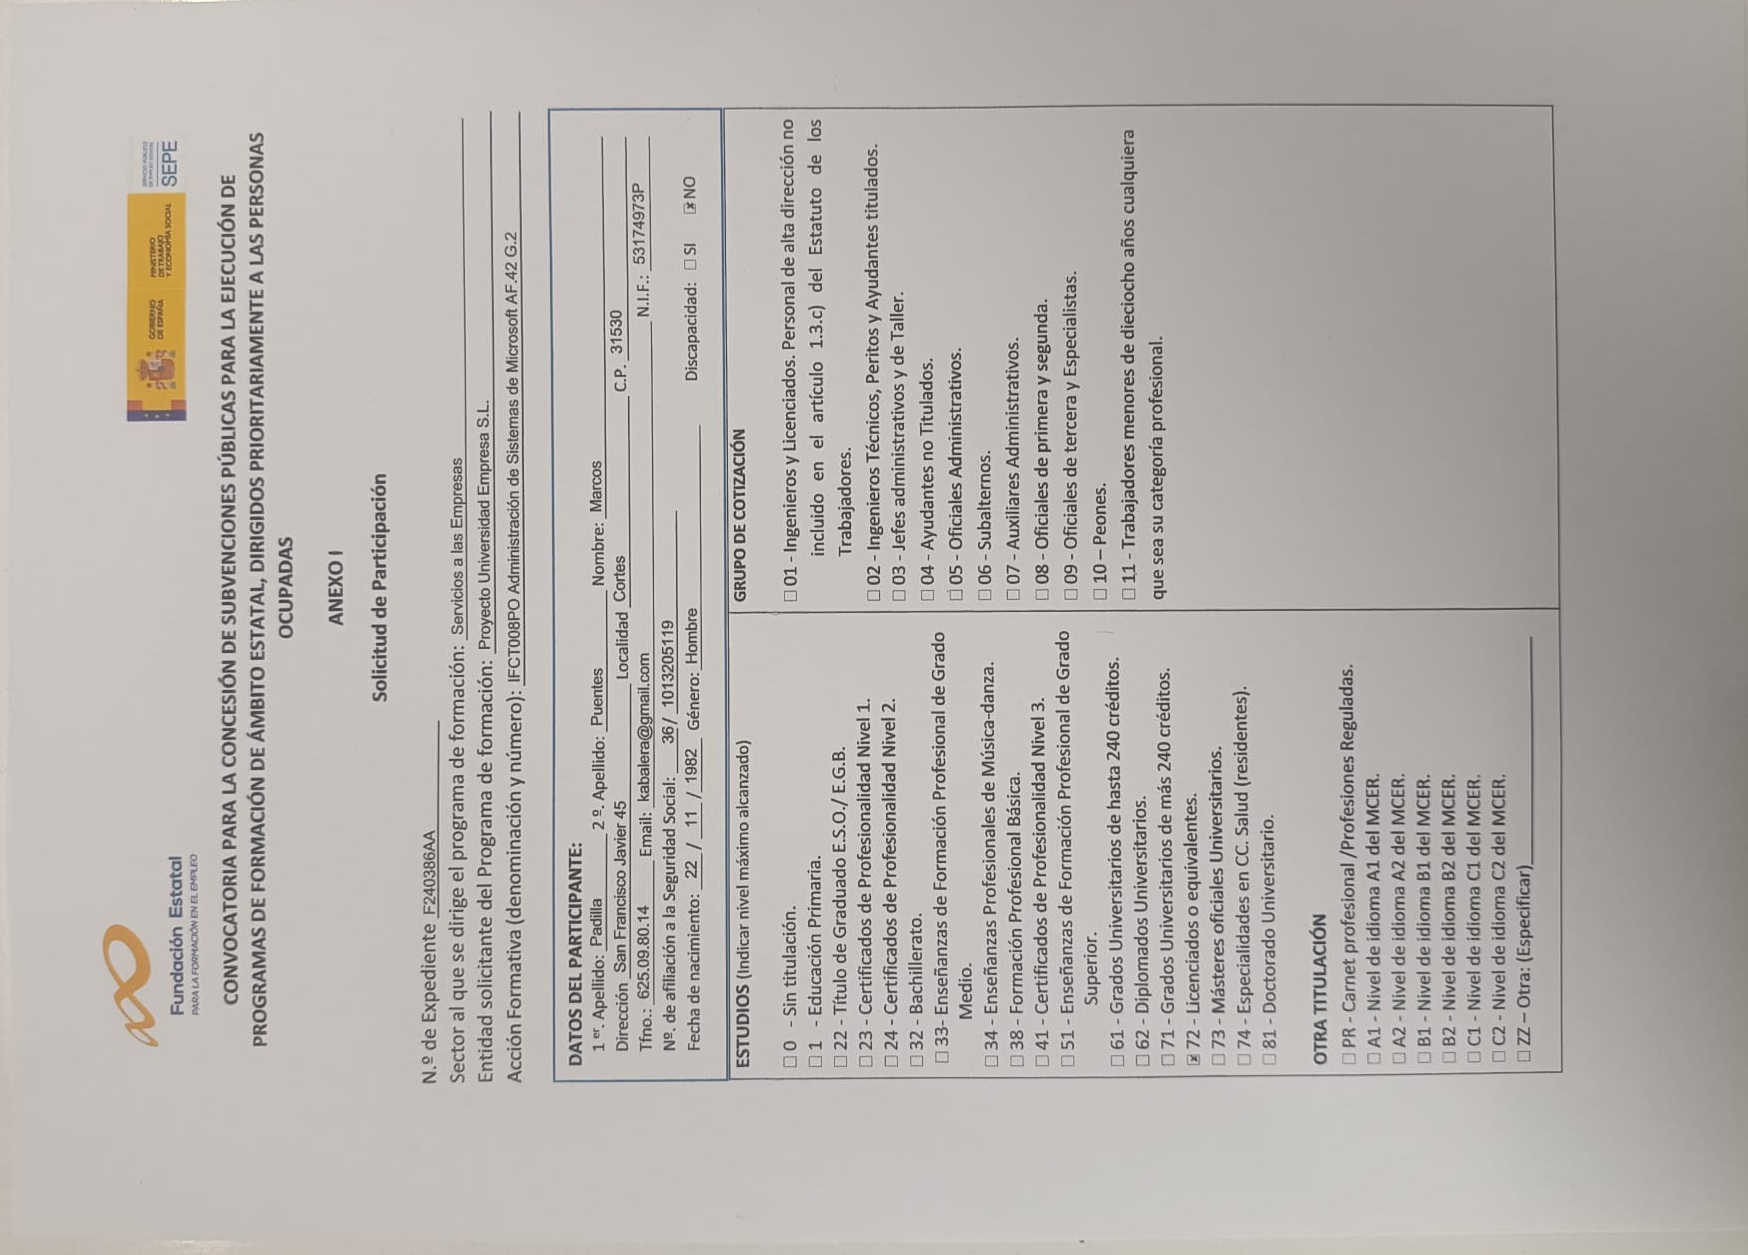 Fundación Estatal
PARA LA FORMACIÓN EN EL EMPLEO
GOBIERNO
DE ESPAÑA
MINISTERIO
DE TRABAJO
Y ECONOMÍA SOCIAL
SERVICIO PÚBLICO
DE EMPLEO ESTATAL
SEPE
CONVOCATORIA PARA LA CONCESIÓN DE SUBVENCIONES PÚBLICAS PARA LA EJECUCIÓN DE
PROGRAMAS DE FORMACIÓN DE ÁMBITO ESTATAL, DIRIGIDOS PRIORITARIAMENTE A LAS PERSONAS
OCUPADAS
ANEXO I
Solicitud de Participación
N.º de Expediente F240386AA
Sector al que se dirige el programa de formación: Servicios a las Empresas
Entidad solicitante del Programa de formación: Proyecto Universidad Empresa S.L.
Acción Formativa (denominación y número): IFCT008PO Administración de Sistemas de Microsoft AF.42 G.2
DATOS DEL PARTICIPANTE:
1 er. Apellido: Padilla 2 º. Apellido: Puentes Nombre: Marcos
Dirección San Francisco Javier 45 Localidad Cortes C.P. 31530
Tfno.: 625.09.80.14 Email: kabalera@gmail.com N.I.F.: 53174973P
Nº. de afiliación a la Seguridad Social: 36 / 1013205119
Fecha de nacimiento: 22 / 11 / 1982 Género: Hombre Discapacidad: ☐ SI ☒ NO
ESTUDIOS (Indicar nivel máximo alcanzado)
☐ 0 - Sin titulación.
☐ 1 - Educación Primaria.
☐ 22 - Título de Graduado E.S.O./ E.G.B.
☐ 23 - Certificados de Profesionalidad Nivel 1.
☐ 24 - Certificados de Profesionalidad Nivel 2.
☐ 32 - Bachillerato.
☐ 33- Enseñanzas de Formación Profesional de Grado
Medio.
☐ 34 - Enseñanzas Profesionales de Música-danza.
☐ 38 - Formación Profesional Básica.
☐ 41 - Certificados de Profesionalidad Nivel 3.
☐ 51 - Enseñanzas de Formación Profesional de Grado
Superior.
☐ 61 - Grados Universitarios de hasta 240 créditos.
☐ 62 - Diplomados Universitarios.
☐ 71 - Grados Universitarios de más 240 créditos.
☒ 72 - Licenciados o equivalentes.
☐ 73 - Másteres oficiales Universitarios.
☐ 74 - Especialidades en CC. Salud (residentes).
☐ 81 - Doctorado Universitario.
OTRA TITULACIÓN
☐ PR - Carnet profesional /Profesiones Reguladas.
☐ A1 - Nivel de idioma A1 del MCER.
☐ A2 - Nivel de idioma A2 del MCER.
☐ B1 - Nivel de idioma B1 del MCER.
☐ B2 - Nivel de idioma B2 del MCER.
☐ C1 - Nivel de idioma C1 del MCER.
☐ C2 - Nivel de idioma C2 del MCER.
☐ ZZ – Otra: (Especificar)
GRUPO DE COTIZACIÓN
☐ 01 - Ingenieros y Licenciados. Personal de alta dirección no
incluido en el artículo 1.3.c) del Estatuto de los
Trabajadores.
☐ 02 - Ingenieros Técnicos, Peritos y Ayudantes titulados.
☐ 03 - Jefes administrativos y de Taller.
☐ 04 - Ayudantes no Titulados.
☐ 05 - Oficiales Administrativos.
☐ 06 - Subalternos.
☐ 07 - Auxiliares Administrativos.
☐ 08 - Oficiales de primera y segunda.
☐ 09 - Oficiales de tercera y Especialistas.
☐ 10 – Peones.
☐ 11 - Trabajadores menores de dieciocho años cualquiera
que sea su categoría profesional.